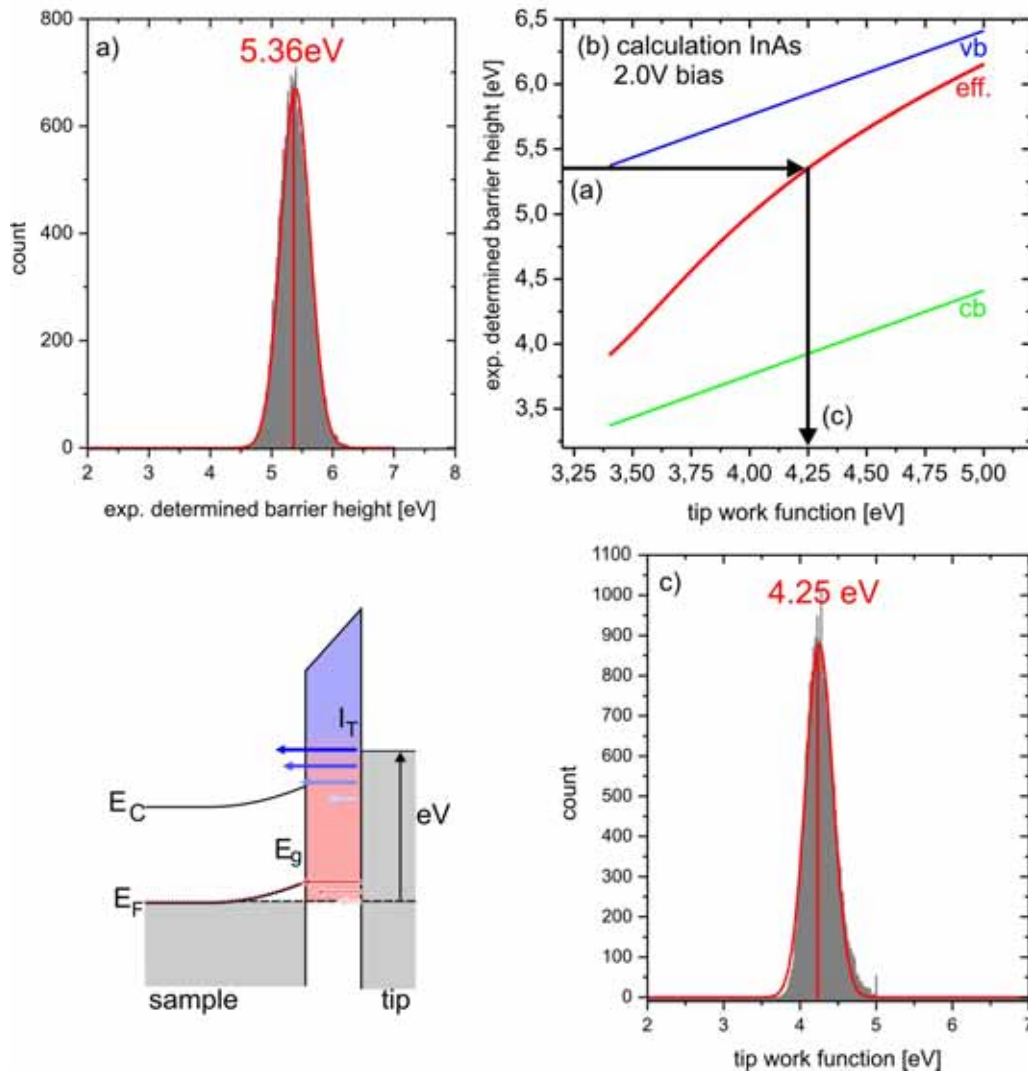 a)
5.36eV
800
600
400
200
0
count
2 3 4 5 6 7 8
exp. determined barrier height [eV]
(b) calculation InAs
2.0V bias
vb
eff.
cb
(a)
(c)
6,5
6,0
5,5
5,0
4,5
4,0
3,5
exp. determined barrier height [eV]
3,25 3,50 3,75 4,00 4,25 4,50 4,75 5,00
tip work function [eV]
I_T
E_C
eV
E_g
E_F
sample
tip
c)
4.25 eV
1100
1000
900
800
700
600
500
400
300
200
100
0
count
2 3 4 5 6 7
tip work function [eV]